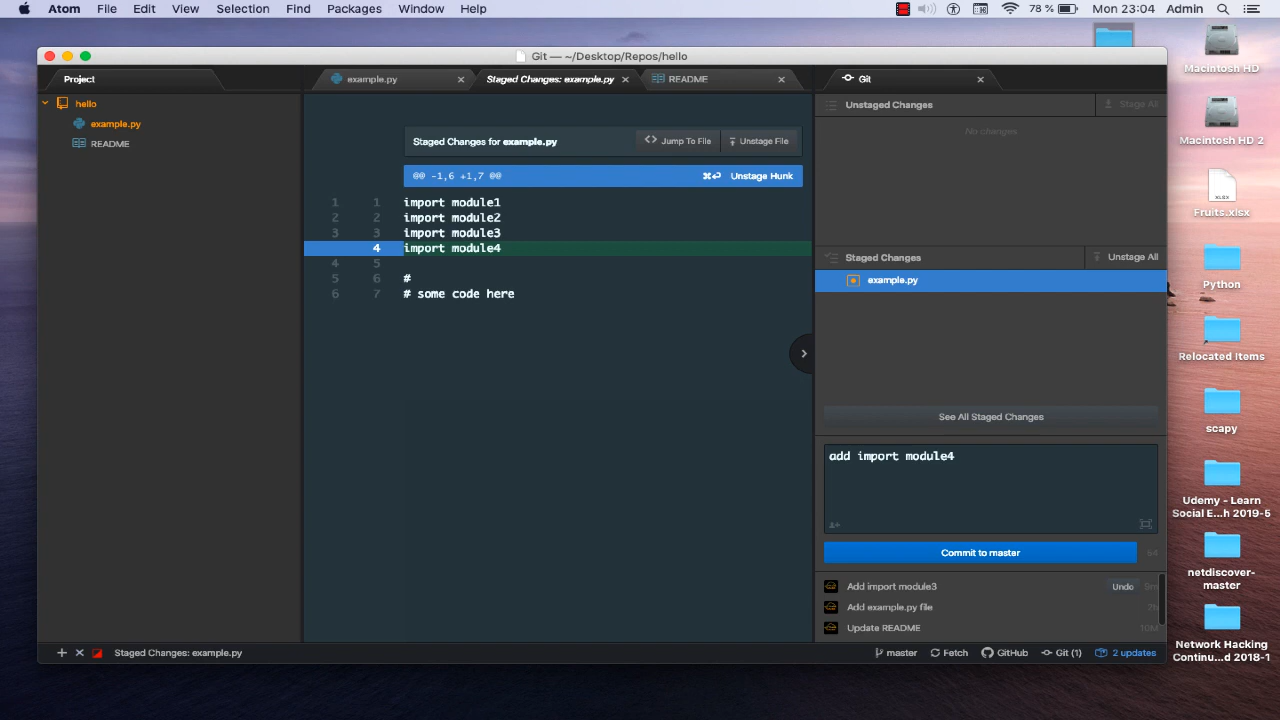 Atom File Edit View Selection Find Packages Window Help 78 % Mon 23:04 Admin
Git — ~/Desktop/Repos/hello
Project
hello
example.py
README
example.py Staged Changes: example.py README
Staged Changes for example.py Jump To File Unstage File
@@ -1,6 +1,7 @@ ⌘⏎ Unstage Hunk
1 1 import module1
2 2 import module2
3 3 import module3
4 import module4
4 5
5 6 #
6 7 # some code here
Git
Unstaged Changes Stage All
No changes
Staged Changes Unstage All
example.py
See All Staged Changes
add import module4
Commit to master 54
Add import module3 Undo 9m
Add example.py file 7h
Update README 10M
Staged Changes: example.py master Fetch GitHub Git (1) 2 updates
Macintosh HD
Macintosh HD 2
XLSX
Fruits.xlsx
Python
Relocated Items
scapy
Udemy - Learn
Social E...h 2019-5
netdiscover-
master
Network Hacking
Continu...d 2018-1